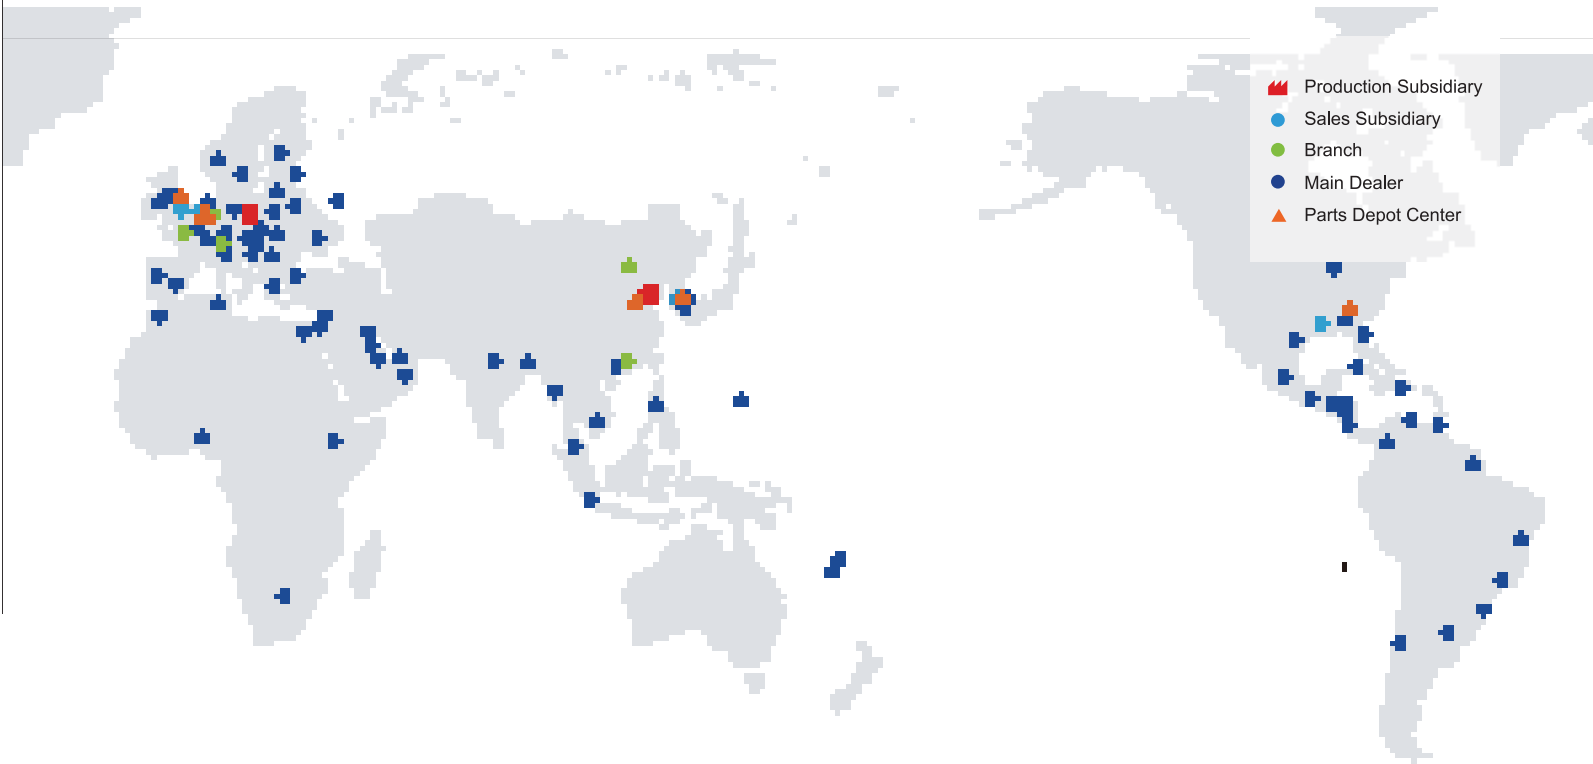 Production Subsidiary
Sales Subsidiary
Branch
Main Dealer
Parts Depot Center